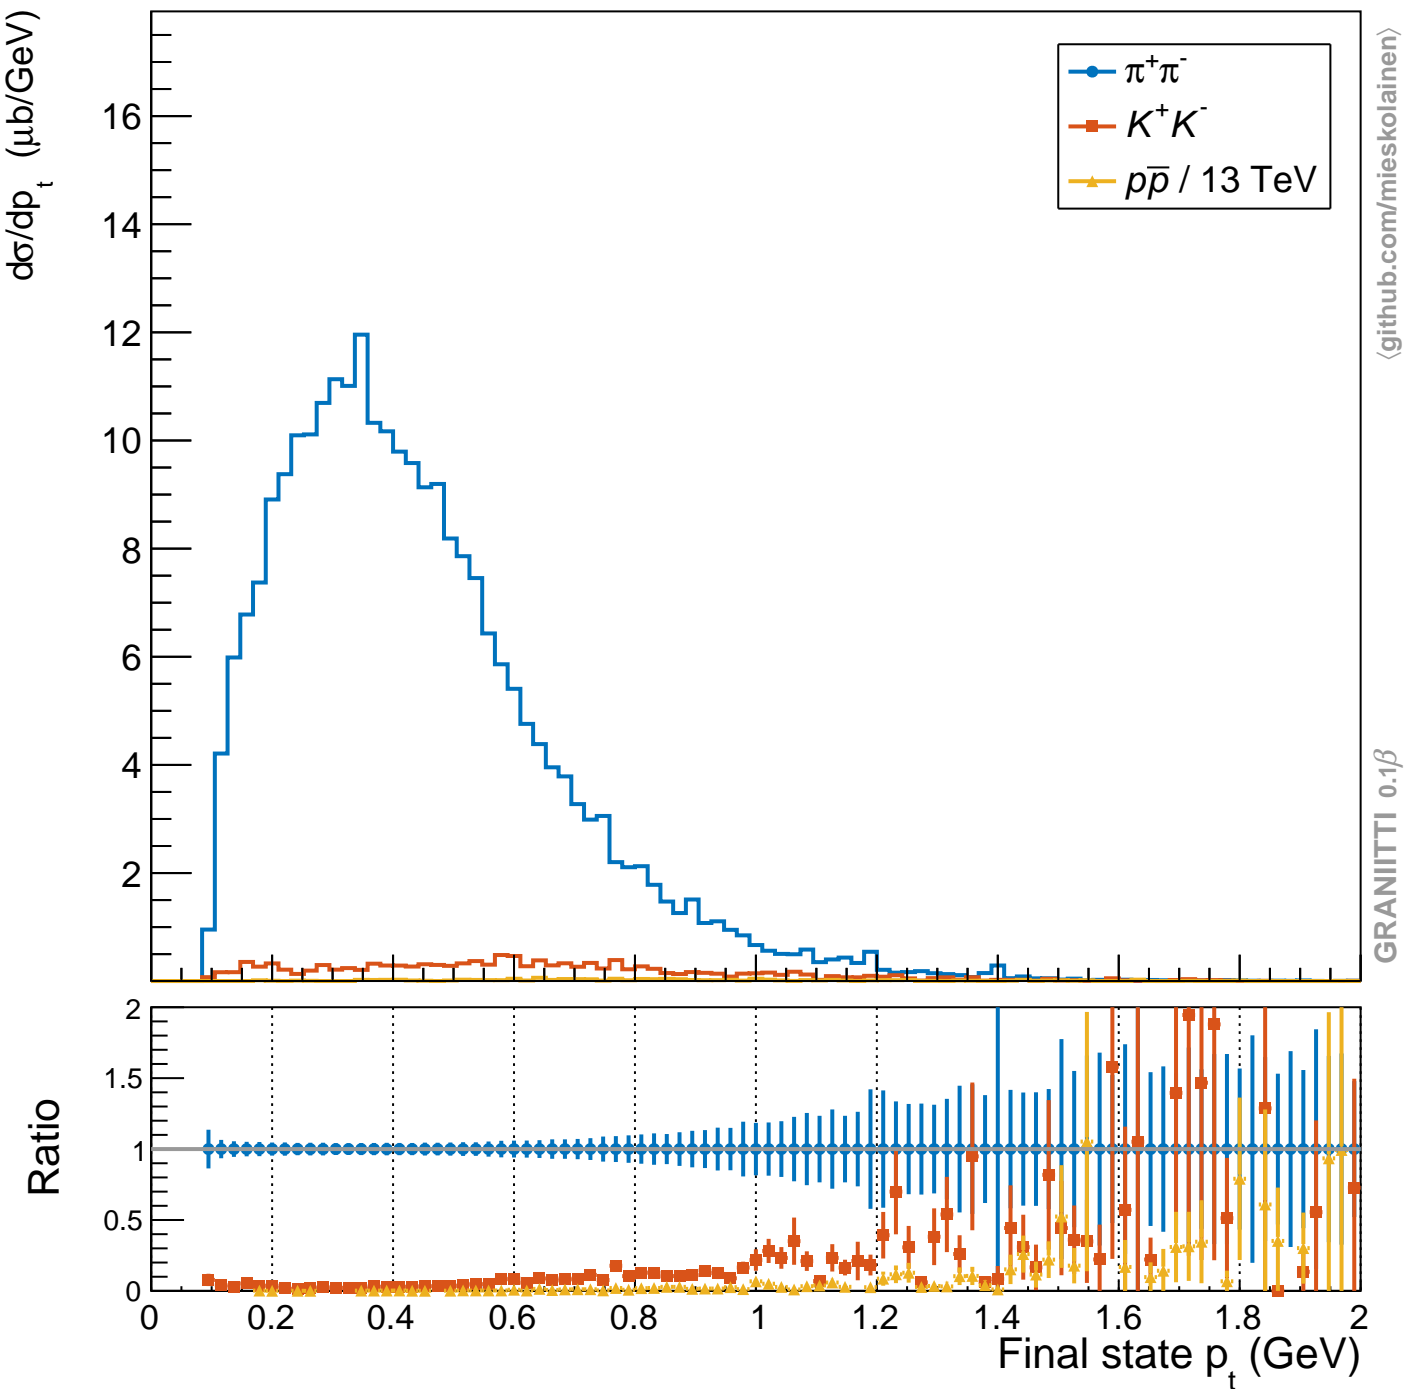 dσ/dp_t (μb/GeV)
16
14
12
10
8
6
4
2
π⁺π⁻
K⁺K⁻
pp̅ / 13 TeV
⟨github.com/mieskolainen⟩
GRANIITTI 0.1β
Ratio
2
1.5
1
0.5
0
0 0.2 0.4 0.6 0.8 1 1.2 1.4 1.6 1.8 2
Final state p_t (GeV)